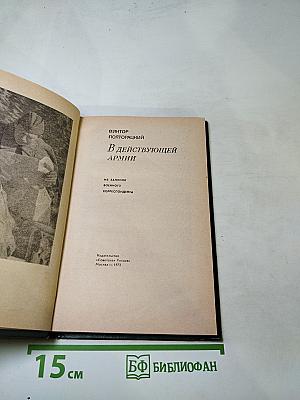 ВИКТОР
ПОЛТОРАЦКИЙ
В ДЕЙСТВУЮЩЕЙ
АРМИИ
ИЗ ЗАПИСОК
ВОЕННОГО
КОРРЕСПОНДЕНТА
Издательство
«Советская Россия»
Москва — 1973
15 см
БФ БИБЛИОФАН